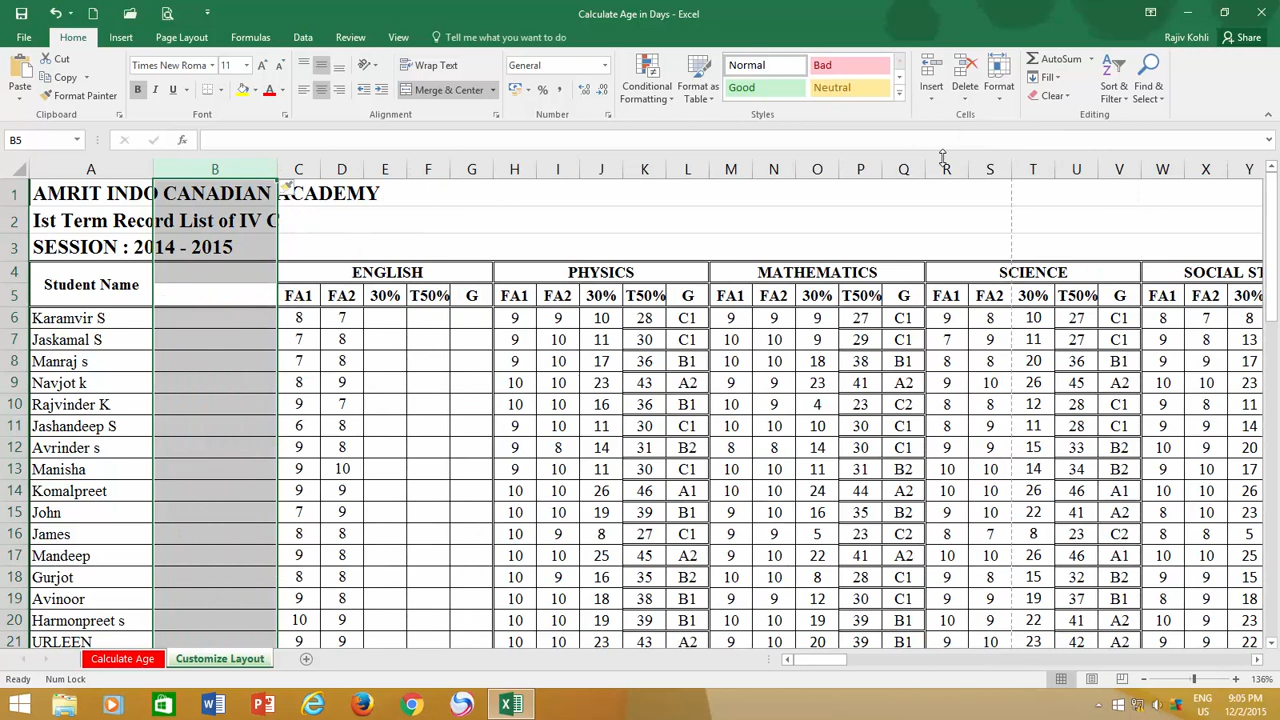 Calculate Age in Days - Excel
File Home Insert Page Layout Formulas Data Review View Tell me what you want to do Rajiv Kohli Share
Paste Cut Copy Format Painter Clipboard
Times New Roma 11 A A B I U A Font
Wrap Text Merge & Center Alignment
General % , Number
Conditional Formatting Format as Table Normal Bad Good Neutral Styles
Insert Delete Format Cells
AutoSum Fill Clear Sort & Filter Find & Select Editing
B5 fx
A B C D E F G H I J K L M N O P Q R S T U V W X Y
1 AMRIT INDO CANADIAN ACADEMY
2 Ist Term Record List of IV C
3 SESSION : 2014 - 2015
4 Student Name ENGLISH PHYSICS MATHEMATICS SCIENCE SOCIAL ST
5 FA1 FA2 30% T50% G FA1 FA2 30% T50% G FA1 FA2 30% T50% G FA1 FA2 30% T50% G FA1 FA2 30%
6 Karamvir S 8 7 9 9 10 28 C1 9 9 9 27 C1 9 8 10 27 C1 8 7 8
7 Jaskamal S 7 8 9 10 11 30 C1 10 10 9 29 C1 7 9 11 27 C1 9 8 13
8 Manraj s 7 8 9 10 17 36 B1 10 10 18 38 B1 8 8 20 36 B1 9 9 17
9 Navjot k 8 9 10 10 23 43 A2 9 9 23 41 A2 9 10 26 45 A2 10 10 23
10 Rajvinder K 9 7 10 10 16 36 B1 10 9 4 23 C2 8 8 12 28 C1 9 8 11
11 Jashandeep S 6 8 10 10 11 30 C1 10 10 10 30 C1 8 9 11 28 C1 9 9 14
12 Avrinder s 9 8 9 8 14 31 B2 8 8 14 30 C1 9 9 15 33 B2 10 9 20
13 Manisha 9 10 9 10 11 30 C1 10 10 11 31 B2 10 10 14 34 B2 9 10 17
14 Komalpreet 9 9 10 10 26 46 A1 10 10 24 44 A2 10 10 26 46 A1 10 10 26
15 John 7 9 10 10 19 39 B1 10 9 16 35 B2 9 10 22 41 A2 8 10 23
16 James 8 8 10 9 8 27 C1 9 9 5 23 C2 8 7 8 23 C2 8 9 5
17 Mandeep 9 8 10 10 25 45 A2 9 10 22 41 A2 10 10 26 46 A1 10 10 25
18 Gurjot 8 8 10 9 16 35 B2 10 10 8 28 C1 9 8 15 32 B2 9 9 15
19 Avinoor 9 8 10 10 18 38 B1 9 9 12 30 C1 9 9 19 37 B1 8 9 18
20 Harmonpreet s 10 9 10 10 19 39 B1 10 10 19 39 B1 10 9 22 41 A2 9 9 23
21 URLEEN 9 9 10 10 23 43 A2 10 9 20 39 B1 9 10 23 42 A2 9 9 26
Calculate Age Customize Layout
Ready Num Lock 136%
ENG 9:05 PM
US 12/2/2015